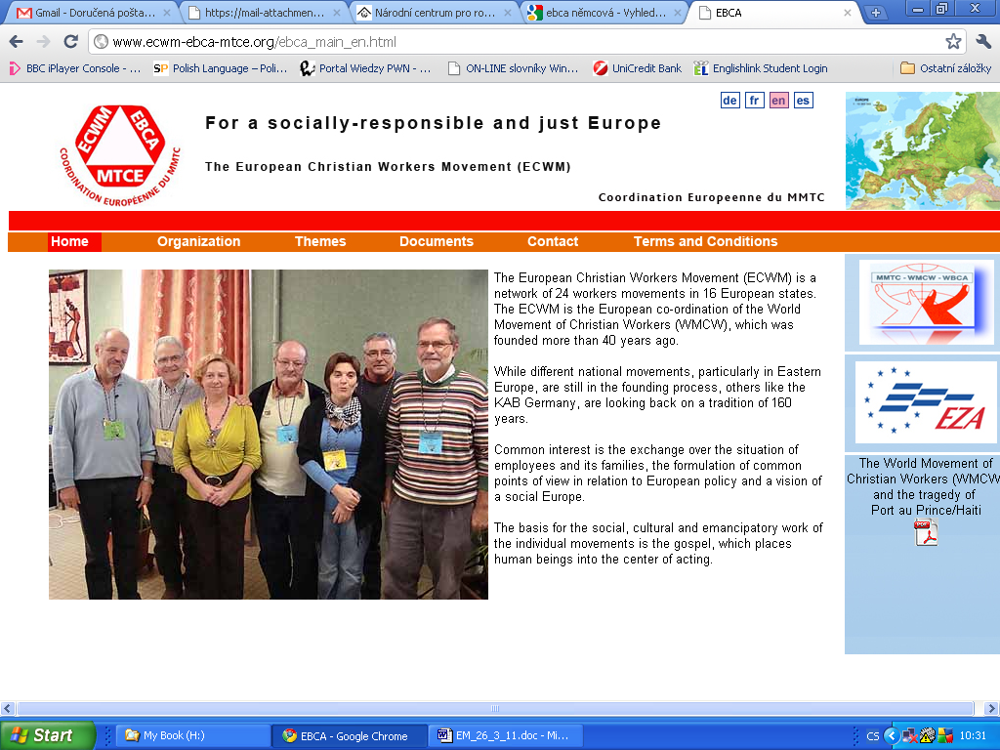 Gmail - Doručená pošta...
https://mail-attachmen...
Národní centrum pro ro...
ebca němcová - Vyhled...
EBCA
www.ecwm-ebca-mtce.org/ebca_main_en.html
BBC iPlayer Console - ...
Polish Language – Poli...
Portal Wiedzy PWN - ...
ON-LINE slovníky Win...
UniCredit Bank
Englishlink Student Login
Ostatní záložky
de fr en es
ECWM
EBCA
MTCE
COORDINATION EUROPÉENNE DU MMTC
For a socially-responsible and just Europe
The European Christian Workers Movement (ECWM)
Coordination Europeenne du MMTC
EUROPE
Home
Organization
Themes
Documents
Contact
Terms and Conditions
The European Christian Workers Movement (ECWM) is a
network of 24 workers movements in 16 European states.
The ECWM is the European co-ordination of the World
Movement of Christian Workers (WMCW), which was
founded more than 40 years ago.
While different national movements, particularly in Eastern
Europe, are still in the founding process, others like the
KAB Germany, are looking back on a tradition of 160
years.
Common interest is the exchange over the situation of
employees and its families, the formulation of common
points of view in relation to European policy and a vision of
a social Europe.
The basis for the social, cultural and emancipatory work of
the individual movements is the gospel, which places
human beings into the center of acting.
MMTC - WMCW - WBCA
EZA
The World Movement of
Christian Workers (WMCW
and the tragedy of
Port au Prince/Haiti
PDF
Start
My Book (H:)
EBCA - Google Chrome
EM_26_3_11.doc - Mi...
CS
10:31